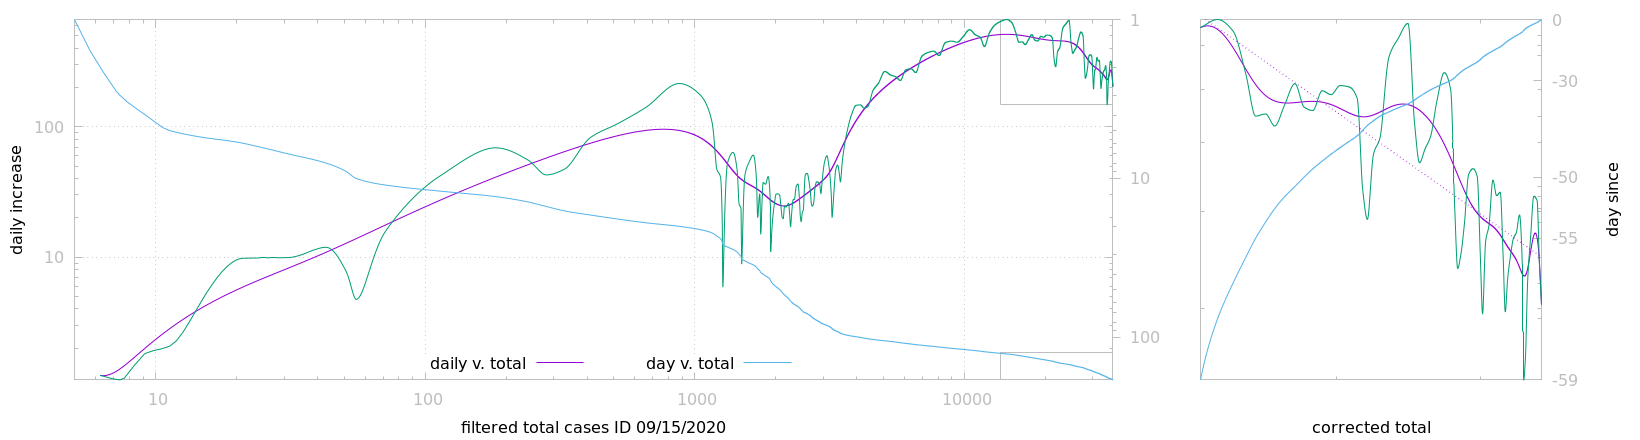 daily increase
100
10
10
100
1000
10000
1
10
100
daily v. total
day v. total
filtered total cases ID 09/15/2020
0
-30
-50
-55
-59
day since
corrected total